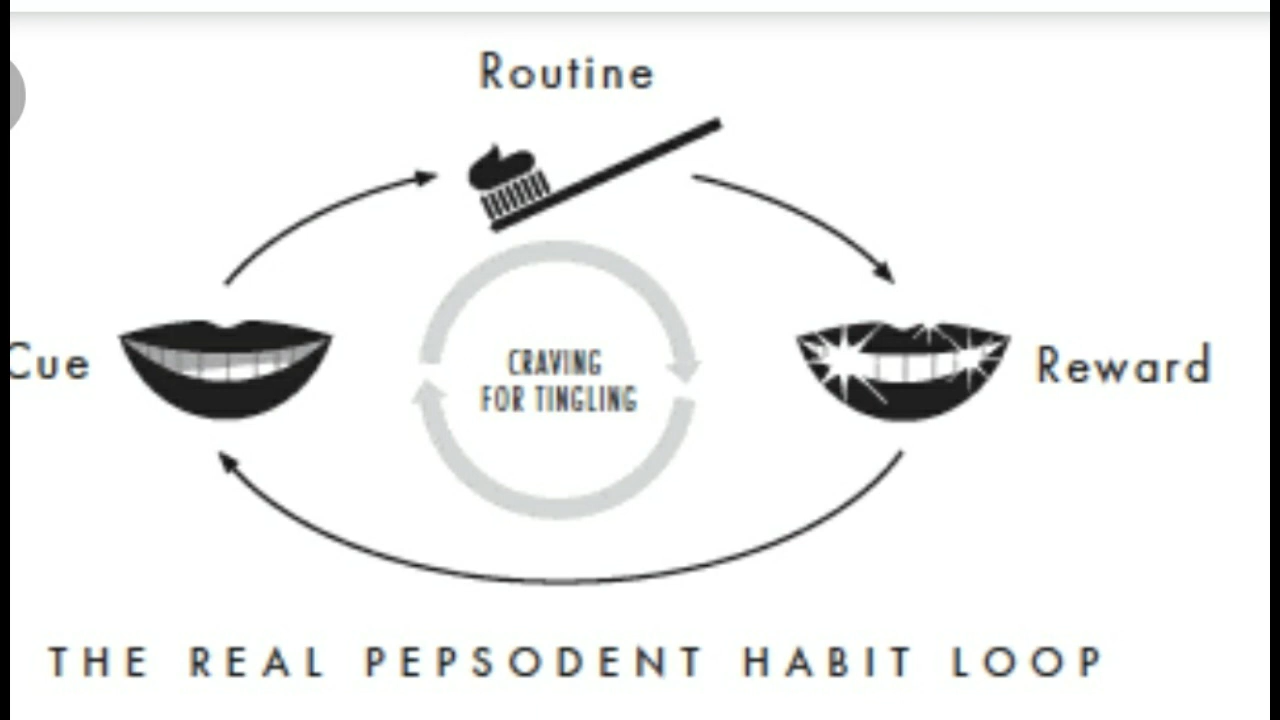 Routine
Cue
CRAVING
FOR TINGLING
Reward
THE REAL PEPSODENT HABIT LOOP